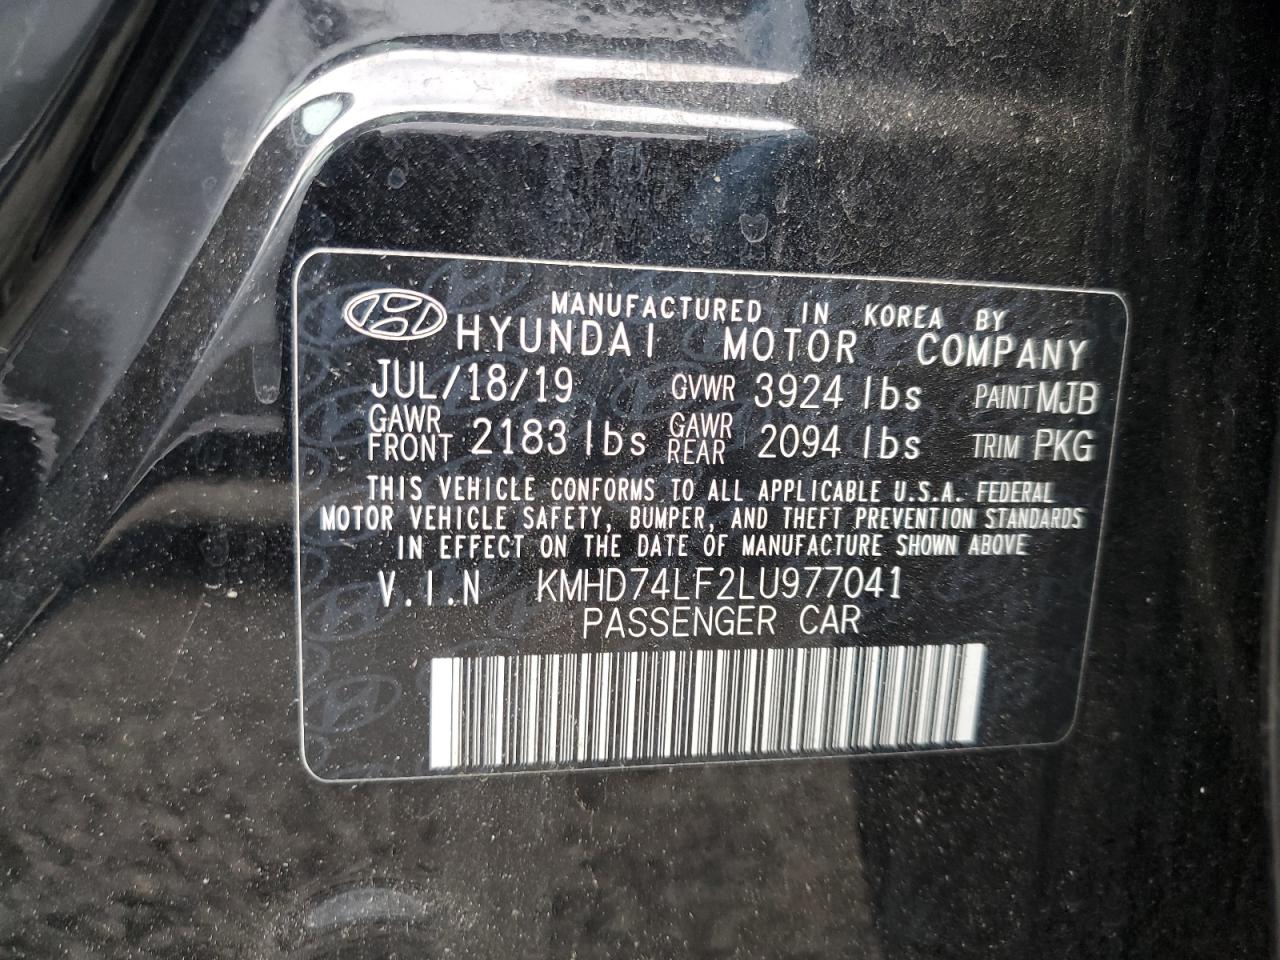 MANUFACTURED IN KOREA BY
HYUNDAI MOTOR COMPANY
JUL/18/19 GVWR 3924 lbs PAINT MJB
GAWR FRONT 2183 lbs GAWR REAR 2094 lbs TRIM PKG
THIS VEHICLE CONFORMS TO ALL APPLICABLE U.S.A. FEDERAL
MOTOR VEHICLE SAFETY, BUMPER, AND THEFT PREVENTION STANDARDS
IN EFFECT ON THE DATE OF MANUFACTURE SHOWN ABOVE
V.I.N KMHD74LF2LU977041
PASSENGER CAR